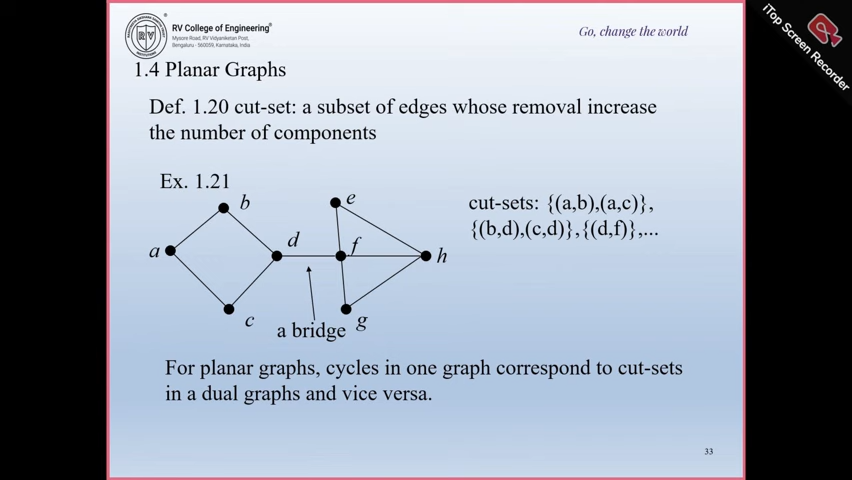 RV College of Engineering®
Mysore Road, RV Vidyaniketan Post,
Bengaluru - 560059, Karnataka, India
Go, change the world
iTop Screen Recorder
1.4 Planar Graphs
Def. 1.20 cut-set: a subset of edges whose removal increase
the number of components
Ex. 1.21
b
e
cut-sets: {(a,b),(a,c)},
{(b,d),(c,d)},{(d,f)},...
a
d
f
h
c
a bridge
g
For planar graphs, cycles in one graph correspond to cut-sets
in a dual graphs and vice versa.
33